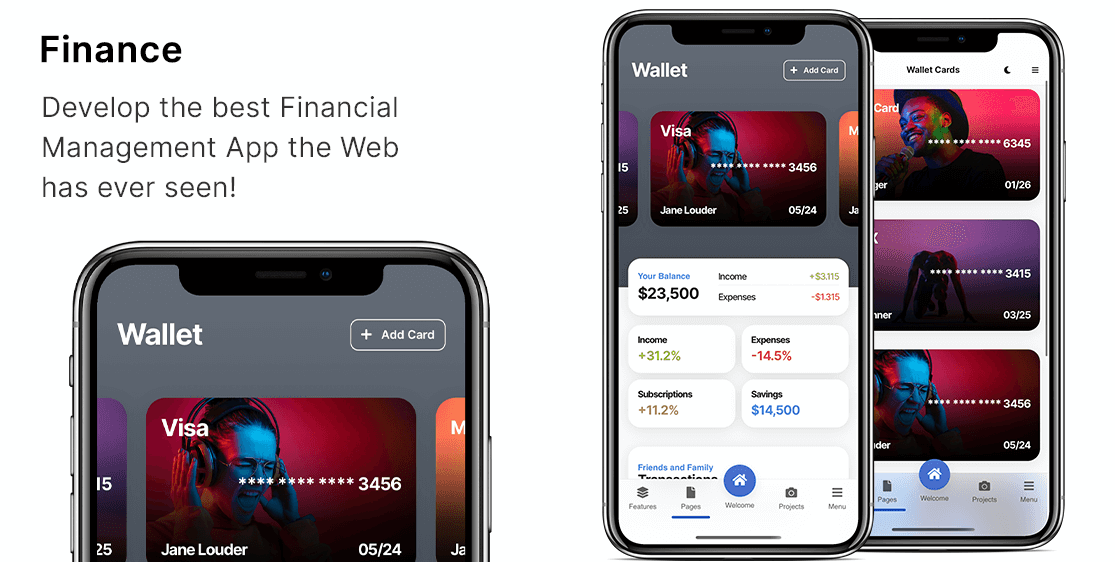 Finance
Develop the best Financial
Management App the Web
has ever seen!
Wallet
+ Add Card
Visa
M
15
**** **** **** 3456
25
Jane Louder
05/24
Ja
Wallet
+ Add Card
Visa
M
15
**** **** **** 3456
25
Jane Louder
05/24
Ja
Your Balance
$23,500
Income
+$3.115
Expenses
-$1.315
Income
+31.2%
Expenses
-14.5%
Subscriptions
+11.2%
Savings
$14,500
Friends and Family
Transactions
Features
Pages
Welcome
Projects
Menu
Wallet Cards
Card
**** **** **** 6345
ger
01/26
X
**** **** **** 3415
nner
03/25
**** **** **** 3456
uder
05/24
Pages
Welcome
Projects
Menu